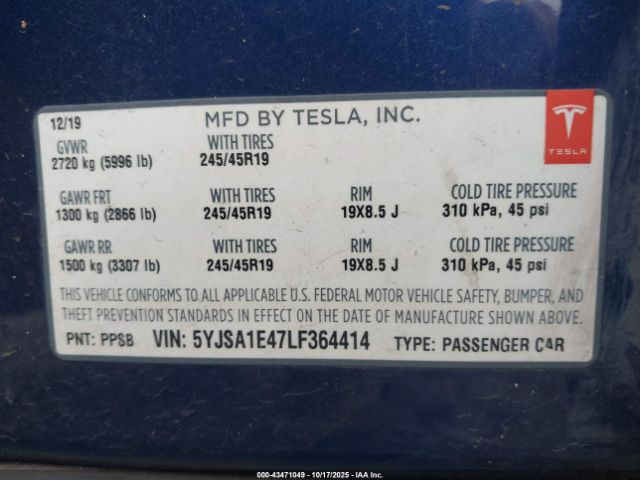 12/19 MFD BY TESLA, INC.
TESLA
GVWR WITH TIRES
2720 kg (5996 lb) 245/45R19
GAWR FRT WITH TIRES RIM COLD TIRE PRESSURE
1300 kg (2866 lb) 245/45R19 19X8.5 J 310 kPa, 45 psi
GAWR RR WITH TIRES RIM COLD TIRE PRESSURE
1500 kg (3307 lb) 245/45R19 19X8.5 J 310 kPa, 45 psi
THIS VEHICLE CONFORMS TO ALL APPLICABLE U.S. FEDERAL MOTOR VEHICLE SAFETY, BUMPER, AND
THEFT PREVENTION STANDARDS IN EFFECT ON THE DATE OF MANUFACTURE SHOWN ABOVE.
PNT: PPSB VIN: 5YJSA1E47LF364414 TYPE: PASSENGER CAR
000-43471049 - 10/17/2025 - IAA Inc.